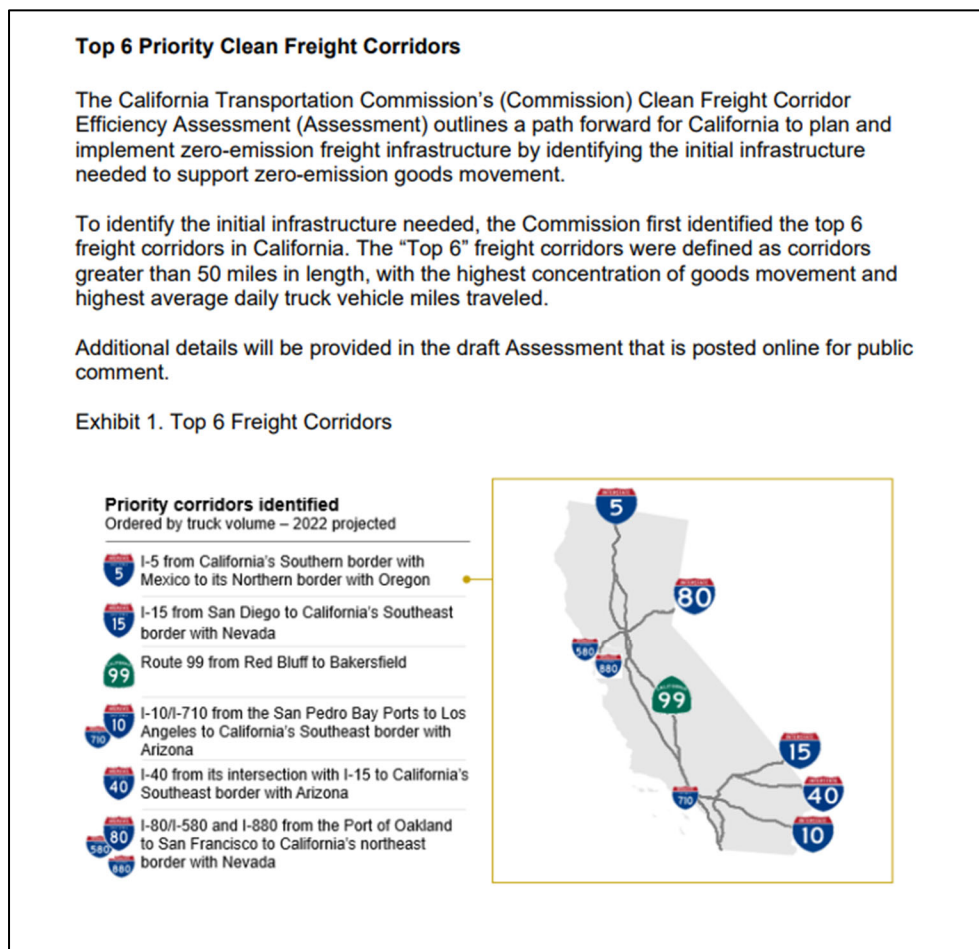 Top 6 Priority Clean Freight Corridors
The California Transportation Commission's (Commission) Clean Freight Corridor
Efficiency Assessment (Assessment) outlines a path forward for California to plan and
implement zero-emission freight infrastructure by identifying the initial infrastructure
needed to support zero-emission goods movement.
To identify the initial infrastructure needed, the Commission first identified the top 6
freight corridors in California. The “Top 6” freight corridors were defined as corridors
greater than 50 miles in length, with the highest concentration of goods movement and
highest average daily truck vehicle miles traveled.
Additional details will be provided in the draft Assessment that is posted online for public
comment.
Exhibit 1. Top 6 Freight Corridors
Priority corridors identified
Ordered by truck volume – 2022 projected
5
I-5 from California's Southern border with
Mexico to its Northern border with Oregon
15
I-15 from San Diego to California's Southeast
border with Nevada
99
Route 99 from Red Bluff to Bakersfield
10
710
I-10/I-710 from the San Pedro Bay Ports to Los
Angeles to California's Southeast border with
Arizona
40
I-40 from its intersection with I-15 to California's
Southeast border with Arizona
80
580
880
I-80/I-580 and I-880 from the Port of Oakland
to San Francisco to California's northeast
border with Nevada
INTERSTATE
5
INTERSTATE
80
580
880
CALIFORNIA
99
INTERSTATE
15
INTERSTATE
40
710
INTERSTATE
10